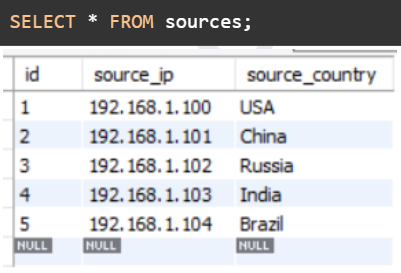 SELECT * FROM sources;
id source_ip source_country
1 192.168.1.100 USA
2 192.168.1.101 China
3 192.168.1.102 Russia
4 192.168.1.103 India
5 192.168.1.104 Brazil
NULL NULL NULL